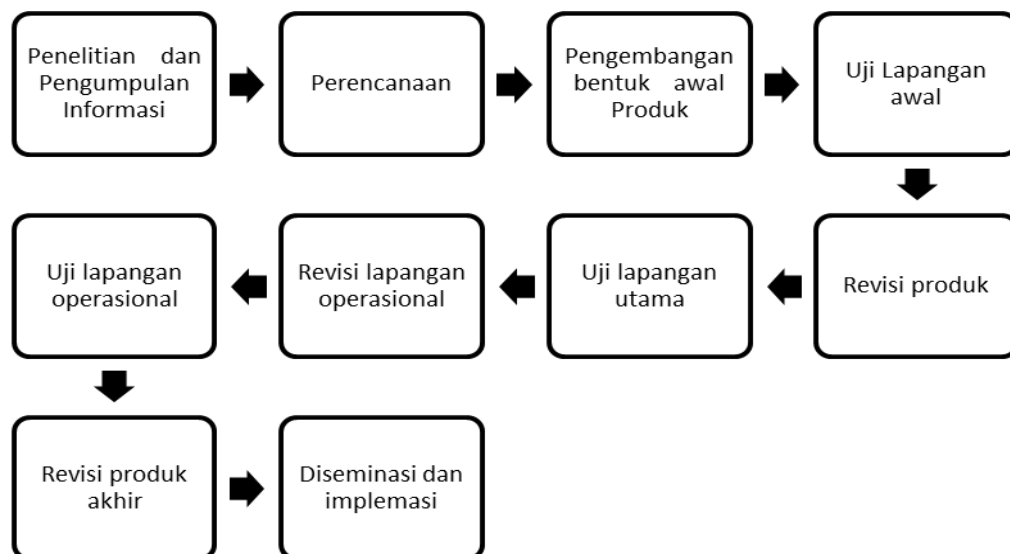 Penelitian dan
Pengumpulan
Informasi
Perencanaan
Pengembangan
bentuk awal
Produk
Uji Lapangan
awal
Revisi produk
Uji lapangan
utama
Revisi lapangan
operasional
Uji lapangan
operasional
Revisi produk
akhir
Diseminasi dan
implemasi